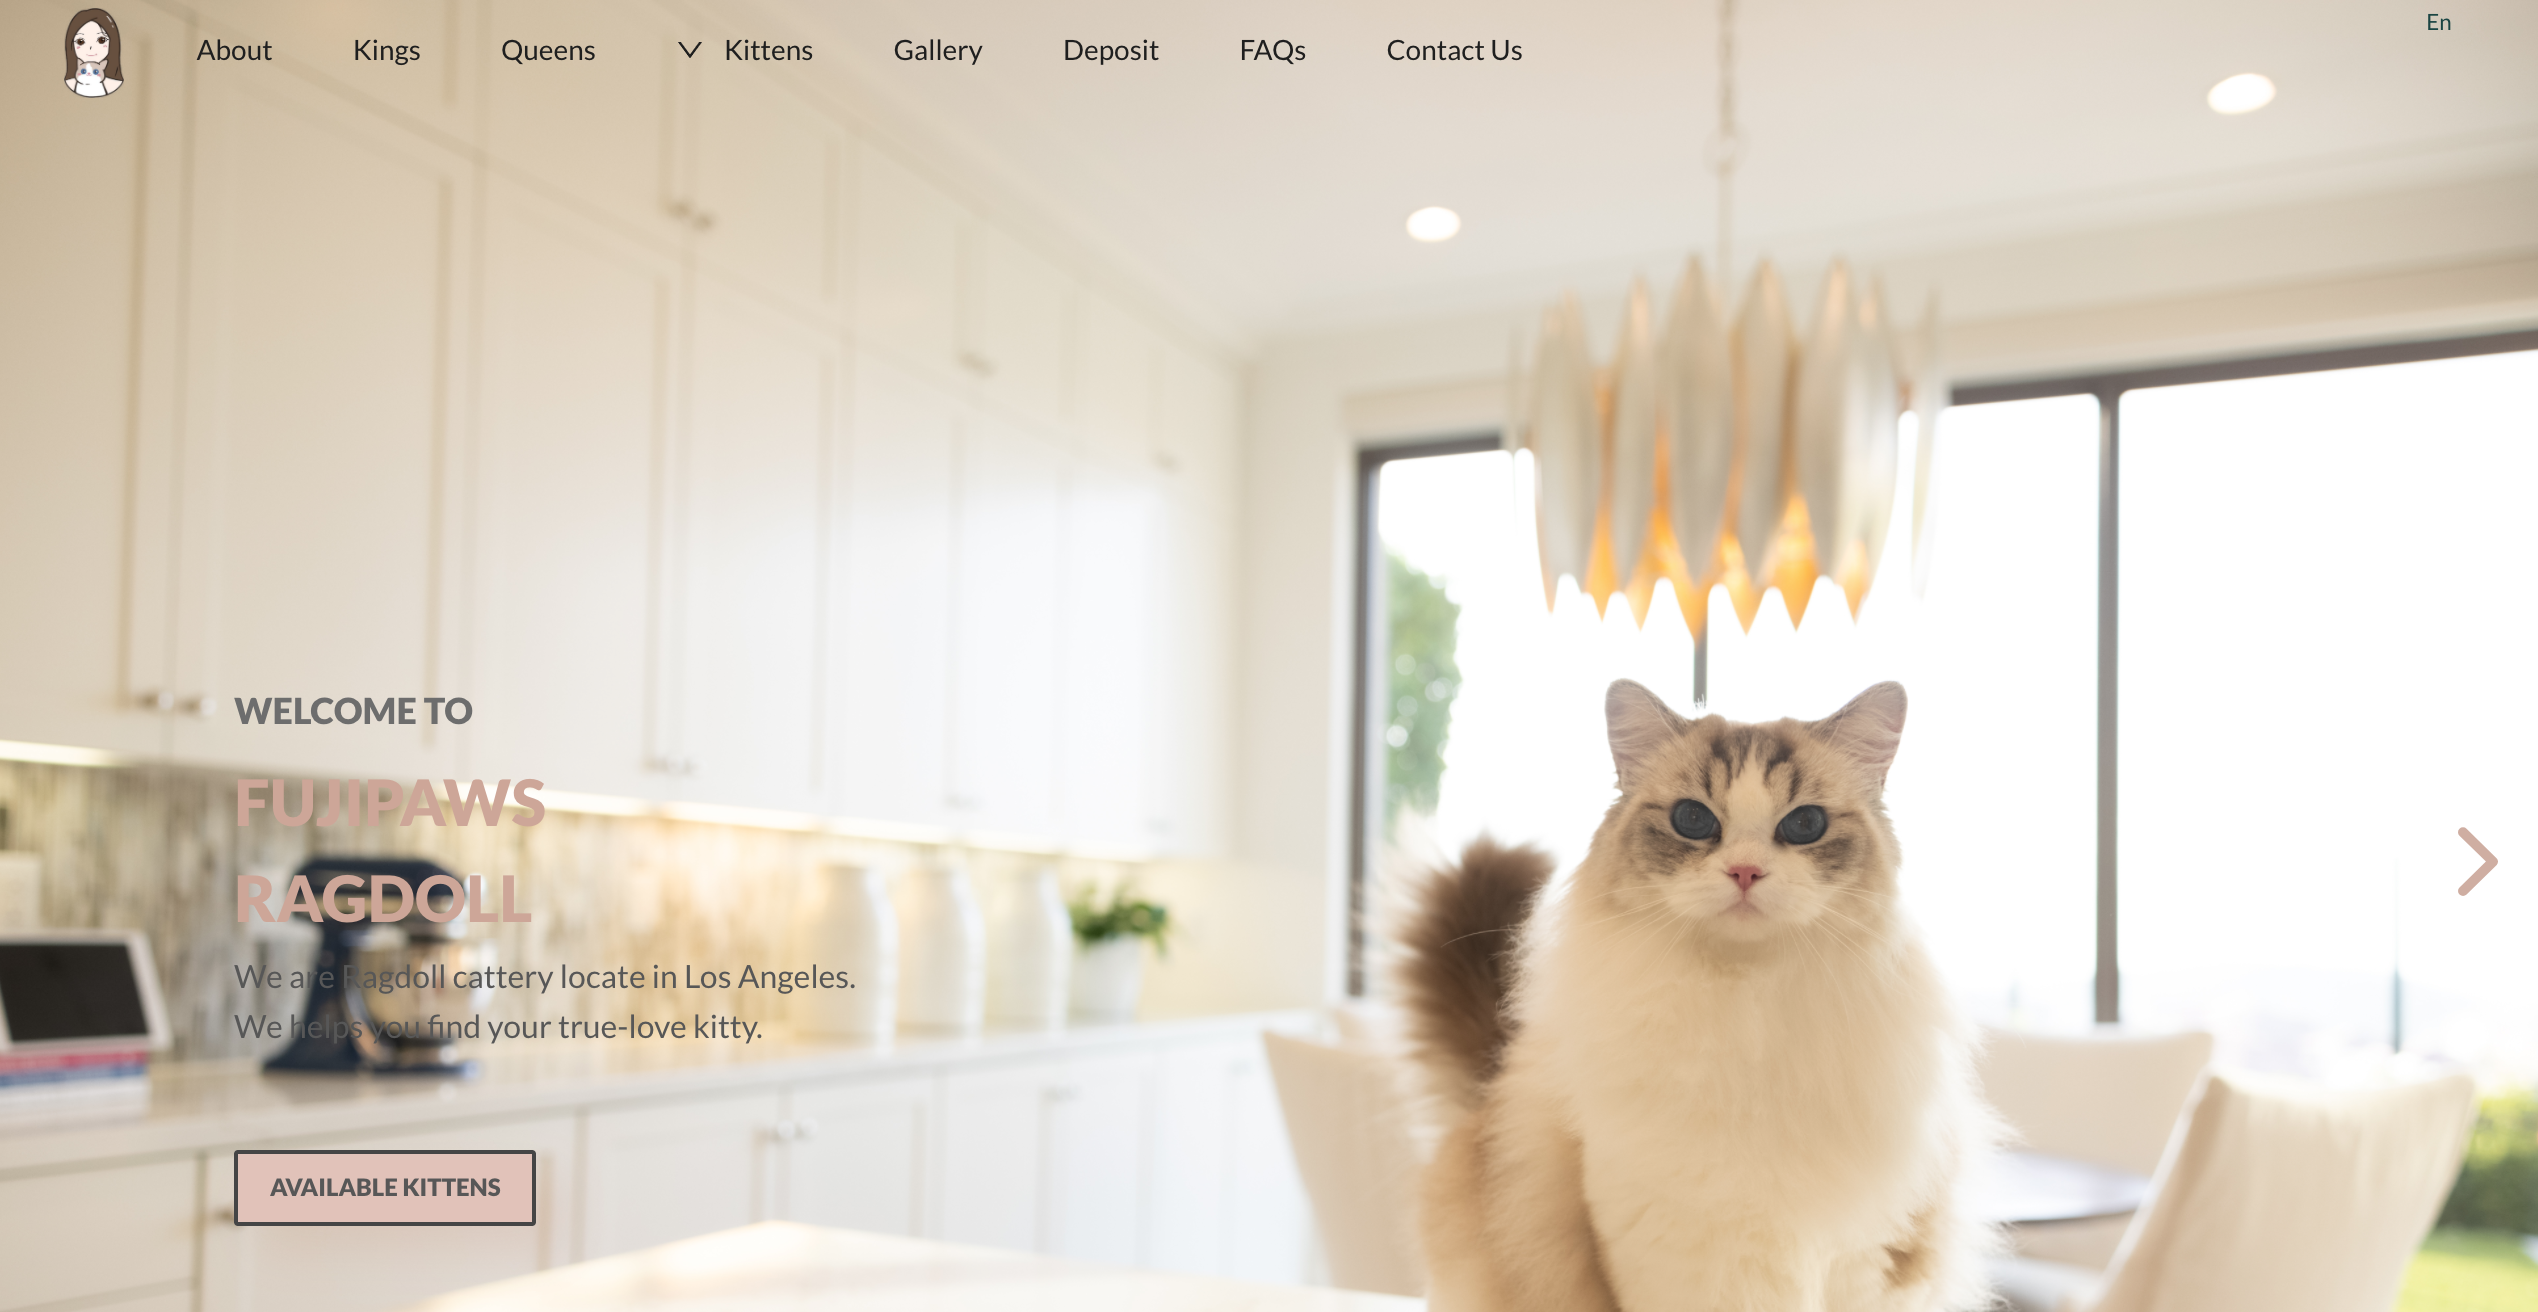 About
Kings
Queens
Kittens
Gallery
Deposit
FAQs
Contact Us
En
WELCOME TO
FUJIPAWS
RAGDOLL
We are Ragdoll cattery locate in Los Angeles.
We helps you find your true-love kitty.
AVAILABLE KITTENS